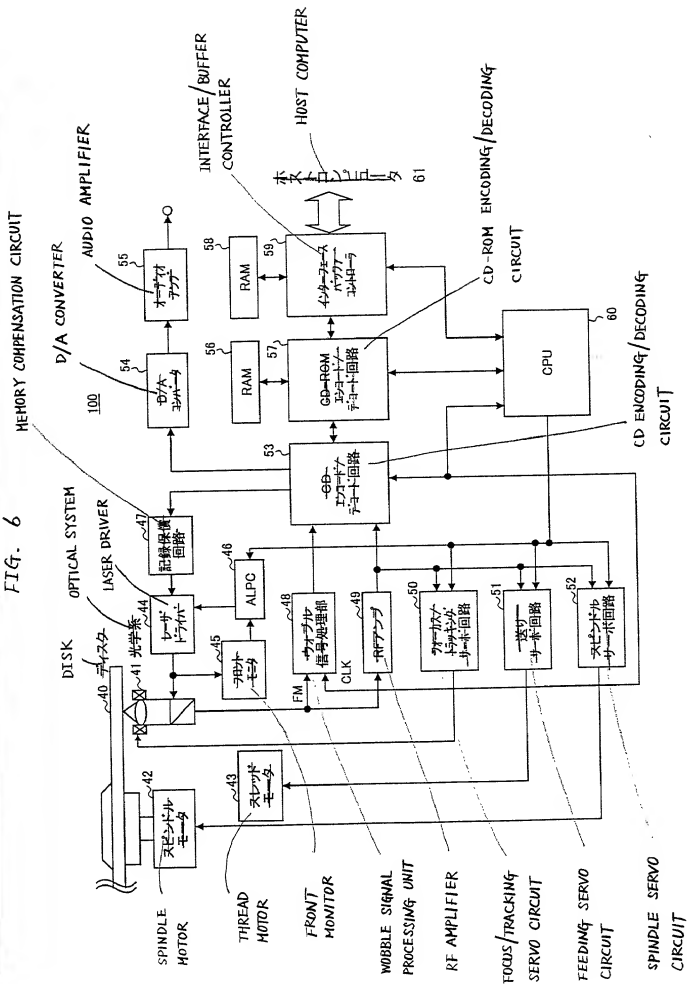 FIG. 6
MEMORY COMPENSATION CIRCUIT
D/A CONVERTER
AUDIO AMPLIFIER
OPTICAL SYSTEM
LASER DRIVER
DISK
100
40 ディスク
41 光学系
42
スピンドル
モータ
SPINDLE
MOTOR
43
スレッド
モータ
THREAD
MOTOR
44
レーザ
ドライバー
45
フロント
モニタ
FRONT
MONITOR
46
ALPC
47
記録保償
回路
FM
CLK
48
ウォブル
信号処理部
WOBBLE SIGNAL
PROCESSING UNIT
49
RFアンプ
RF AMPLIFIER
50
フォーカス/
トラッキング
サーボ回路
FOCUS/TRACKING
SERVO CIRCUIT
51
送り
サーボ回路
FEEDING SERVO
CIRCUIT
52
スピンドル
サーボ回路
SPINDLE SERVO
CIRCUIT
53
CD
エンコード/
デコード回路
CD ENCODING/DECODING
CIRCUIT
54
D/A
コンバータ
55
オーディオ
アンプ
56
RAM
57
CD-ROM
エンコード/
デコード回路
CD-ROM ENCODING/DECODING
CIRCUIT
58
RAM
59
インターフェース
バッファー
コントローラ
INTERFACE/BUFFER
CONTROLLER
60
CPU
ホストコンピュータ
61
HOST COMPUTER